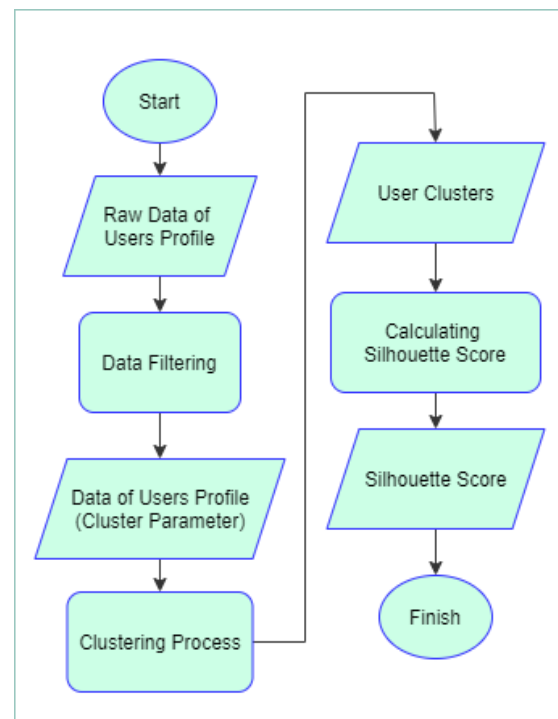 Start
Raw Data of
Users Profile
Data Filtering
Data of Users Profile
(Cluster Parameter)
Clustering Process
User Clusters
Calculating
Silhouette Score
Silhouette Score
Finish